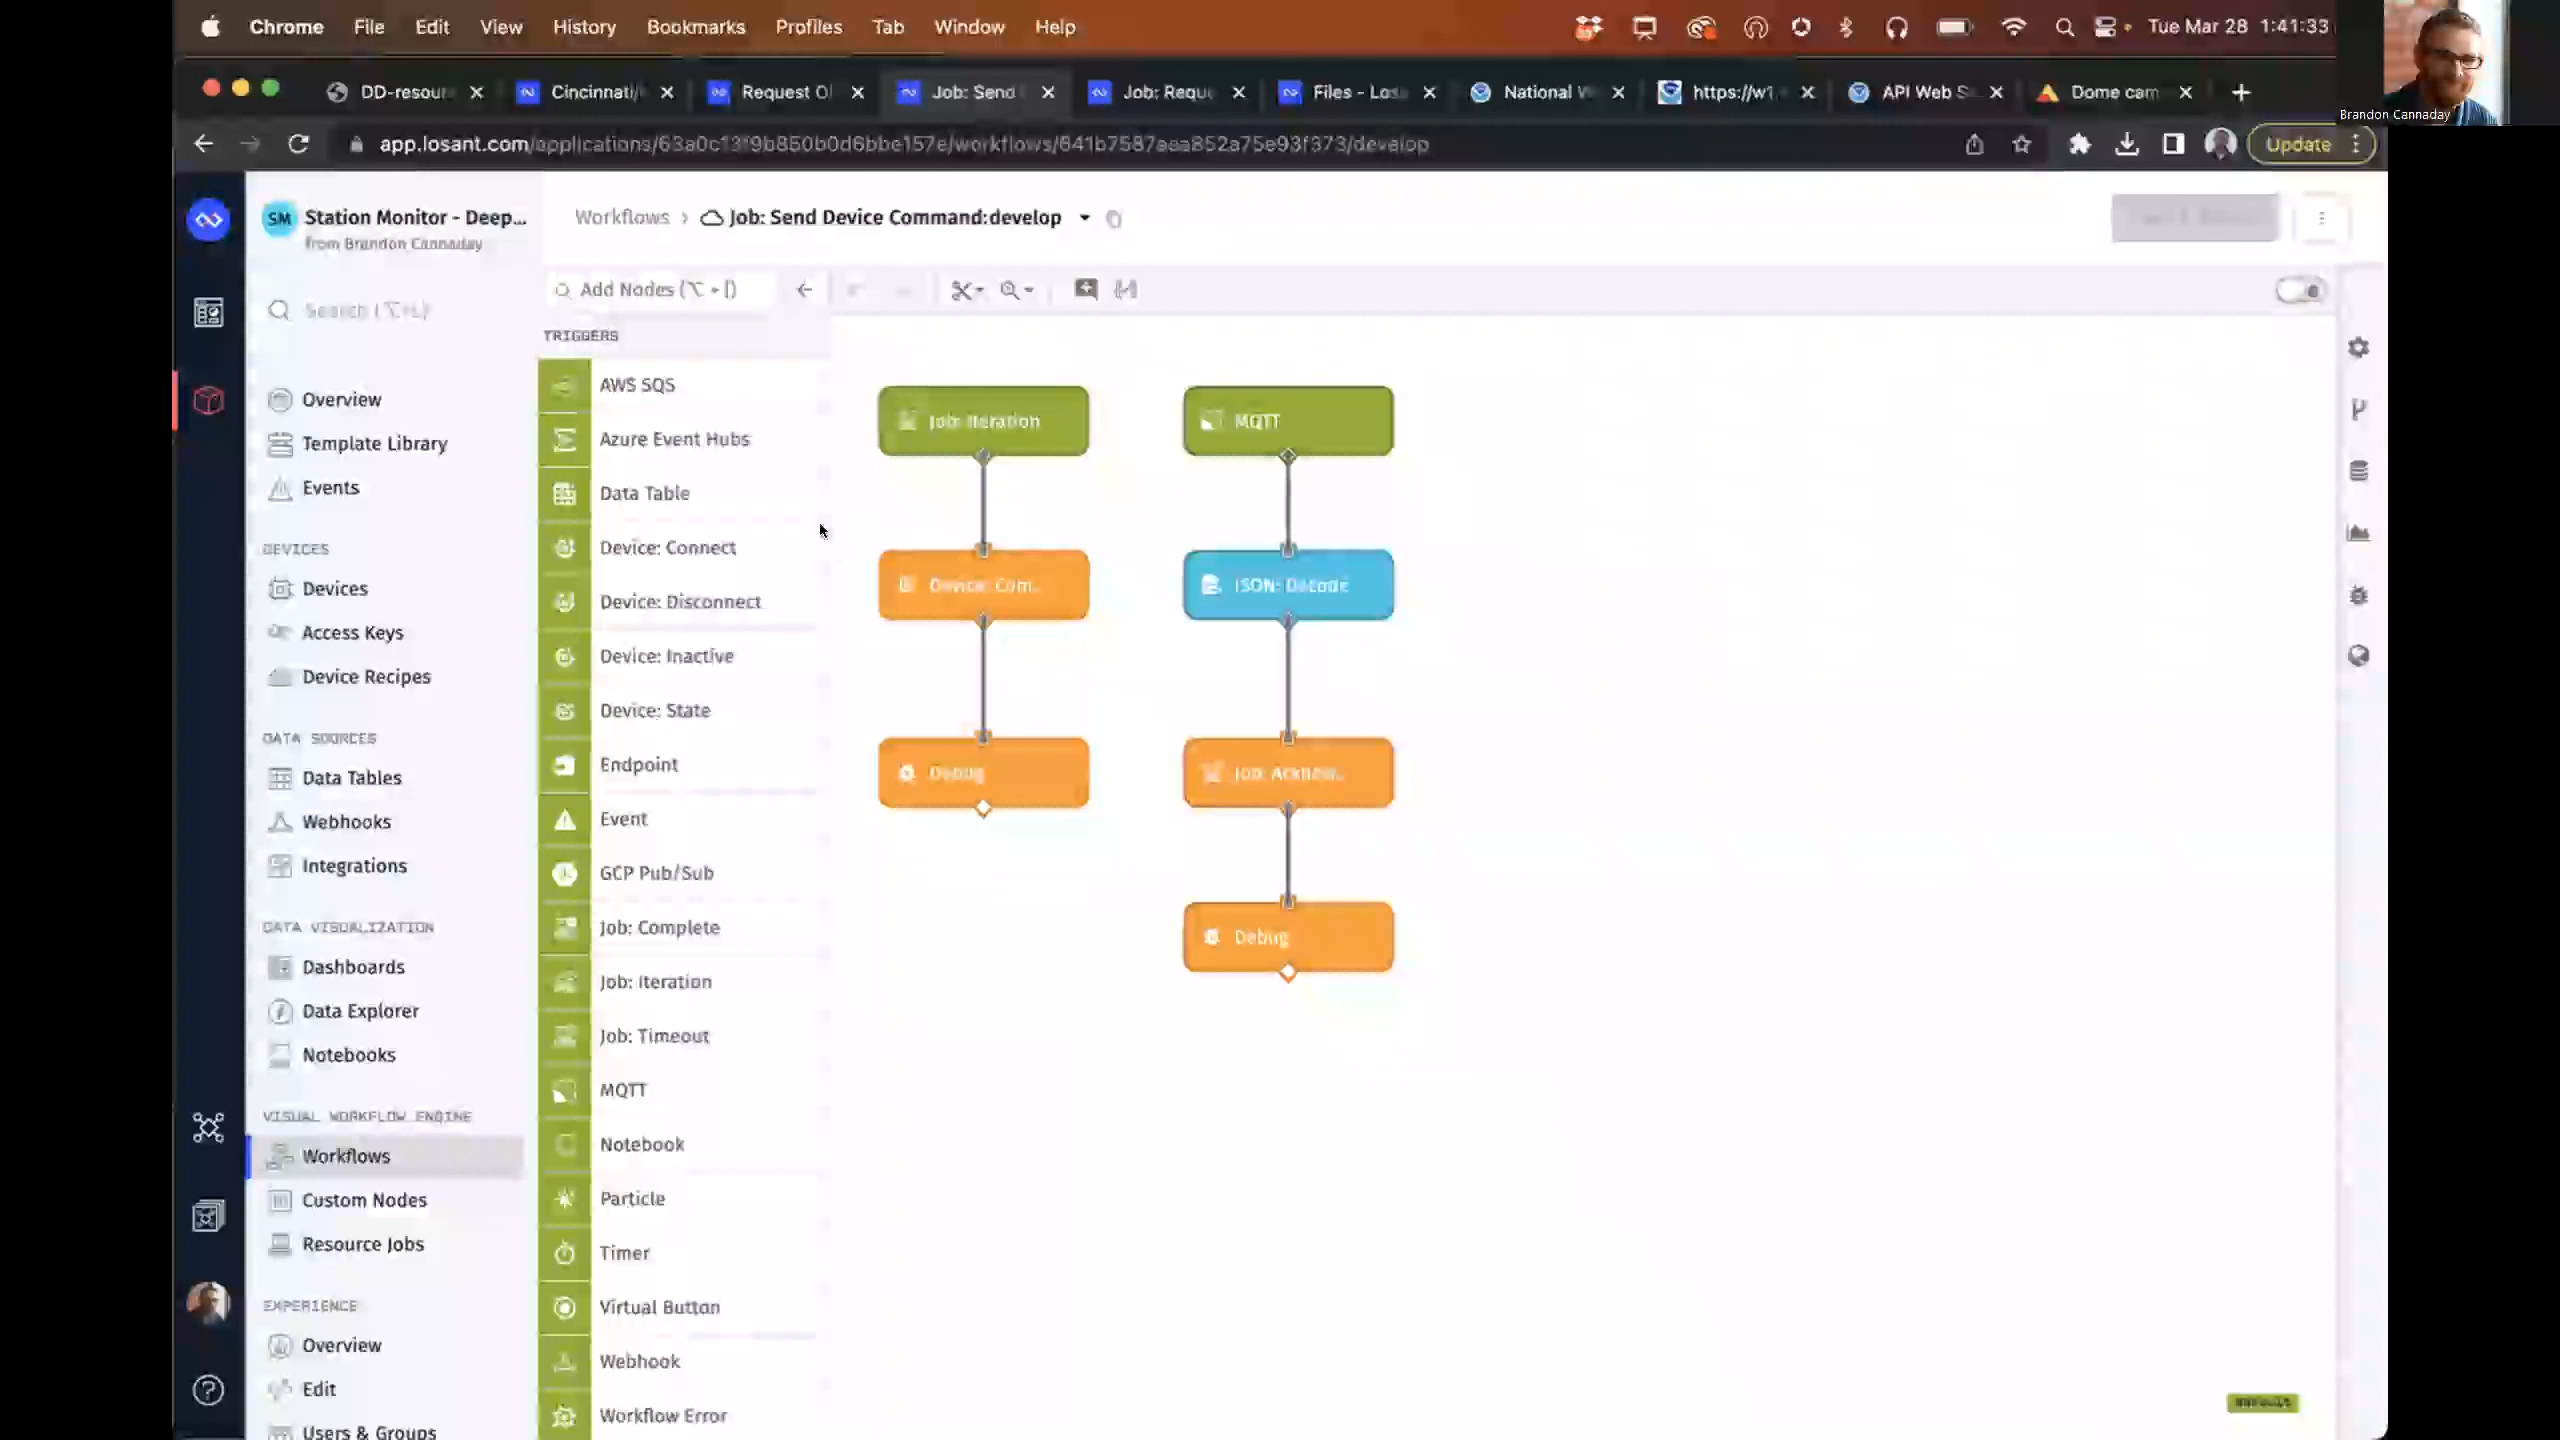 Chrome File Edit View History Bookmarks Profiles Tab Window Help
Tue Mar 28 1:41:33
Brandon Cannaday
DD-resour
Cincinnati/
Request O
Job: Send
Job: Requ
Files - Los
National W
https://w1.
API Web S
Dome cam
app.losant.com/applications/63a0c13f9b850b0d6bbe157e/workflows/641b7587aea852a75e93f373/develop
Update
SM
Station Monitor - Deep...
from Brandon Cannaday
Workflows > Job: Send Device Command:develop
Search (⌥+L)
Add Nodes (⌥ + [)
Overview
Template Library
Events
DEVICES
Devices
Access Keys
Device Recipes
DATA SOURCES
Data Tables
Webhooks
Integrations
DATA VISUALIZATION
Dashboards
Data Explorer
Notebooks
VISUAL WORKFLOW ENGINE
Workflows
Custom Nodes
Resource Jobs
EXPERIENCE
Overview
Edit
Users & Groups
TRIGGERS
AWS SQS
Azure Event Hubs
Data Table
Device: Connect
Device: Disconnect
Device: Inactive
Device: State
Endpoint
Event
GCP Pub/Sub
Job: Complete
Job: Iteration
Job: Timeout
MQTT
Notebook
Particle
Timer
Virtual Button
Webhook
Workflow Error
Job: Iteration
Device: Com...
Debug
MQTT
JSON: Decode
Job: Acknow...
Debug